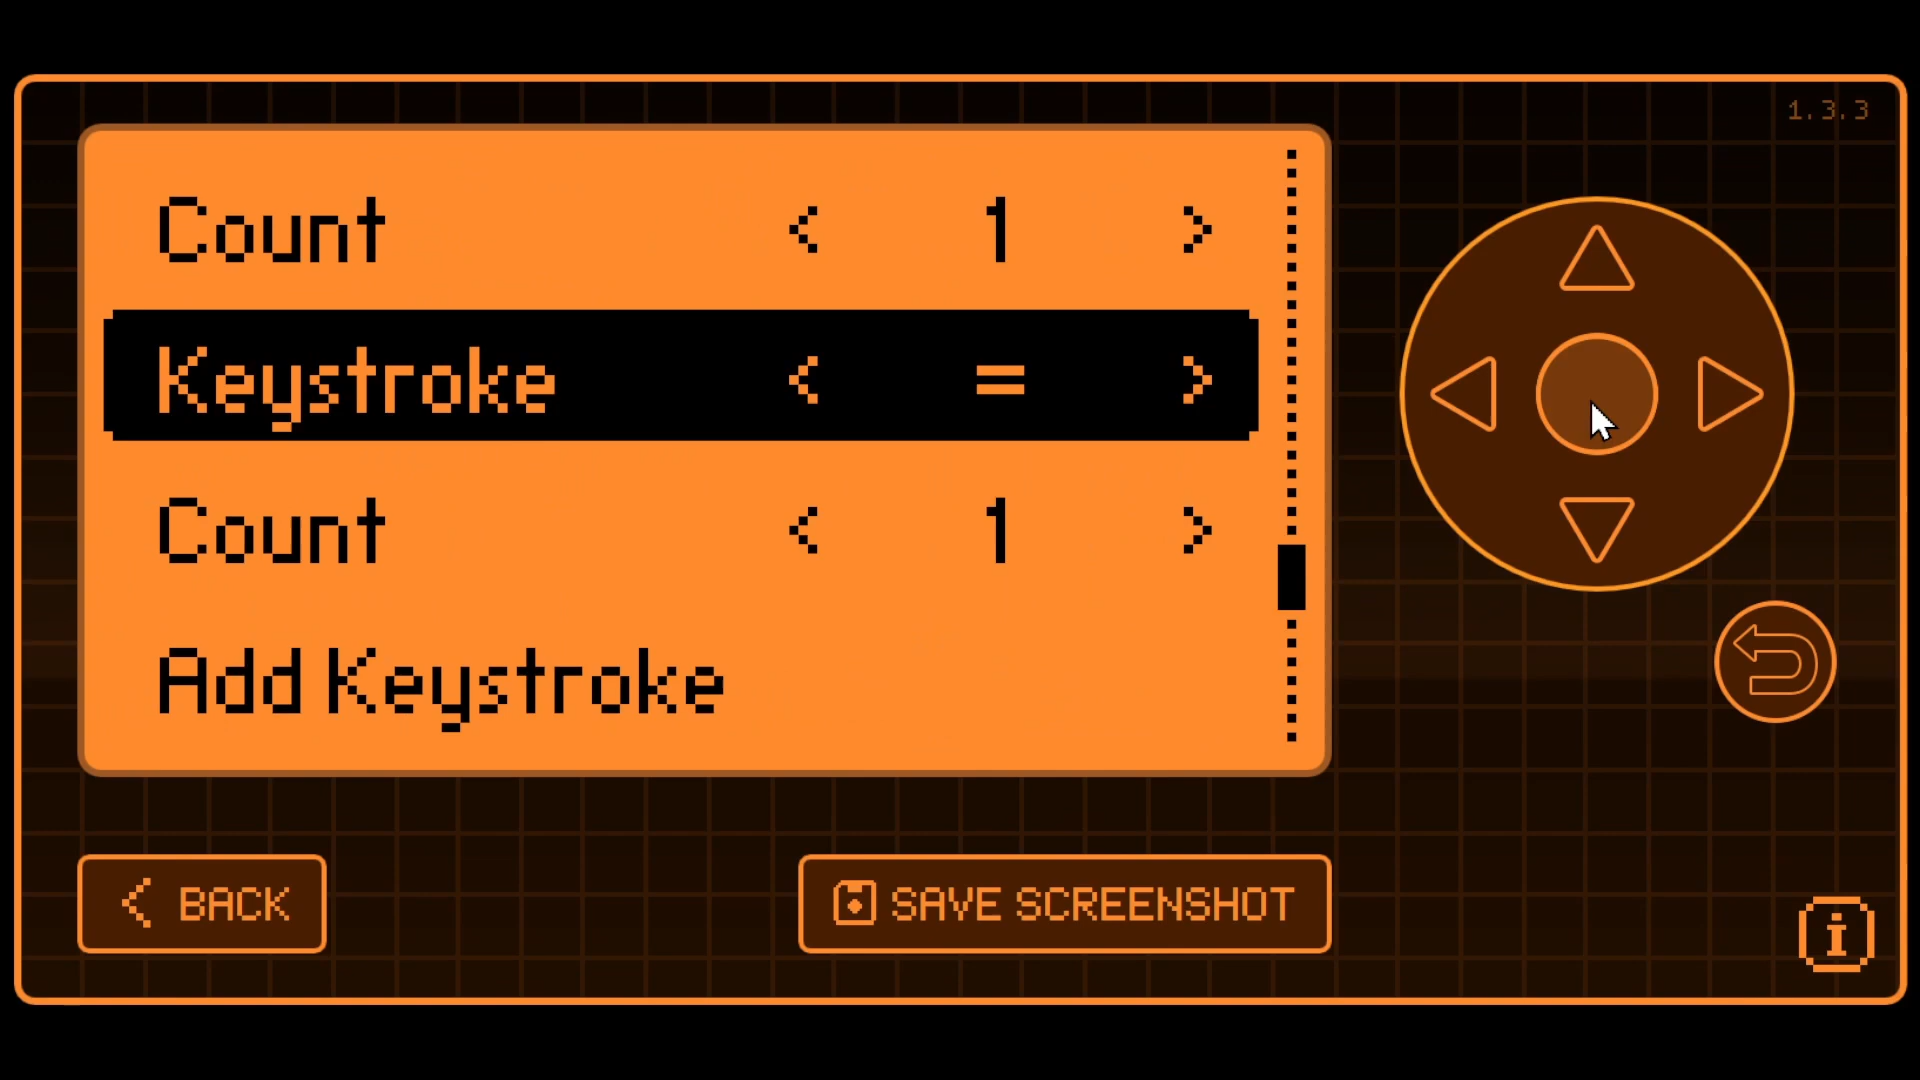 1.3.3
Count < 1 >
Keystroke < = >
Count < 1 >
Add Keystroke
< BACK
SAVE SCREENSHOT
i